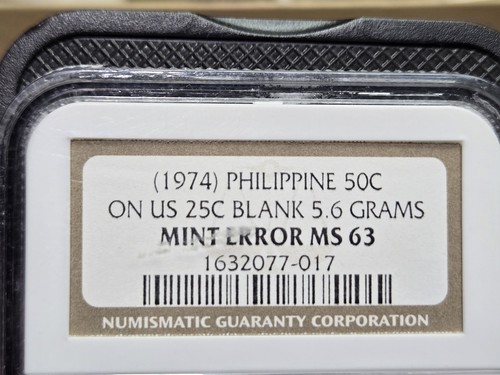 (1974) PHILIPPINE 50C
ON US 25C BLANK 5.6 GRAMS
MINT ERROR MS 63
1632077-017
NUMISMATIC GUARANTY CORPORATION